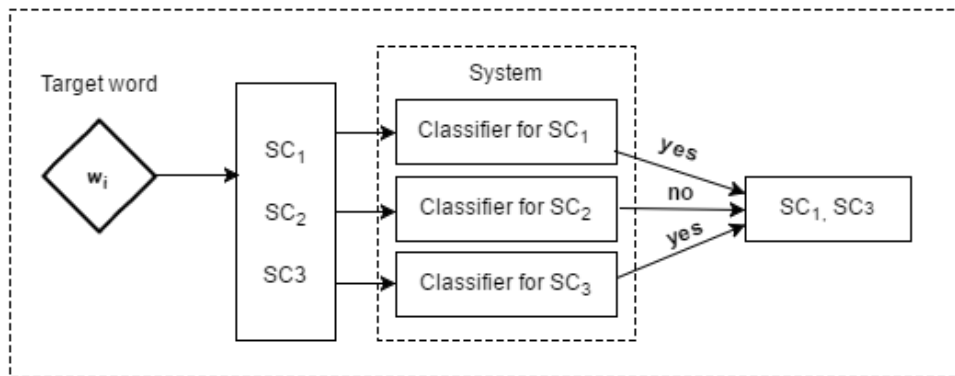 Target word
w_i
SC_1
SC_2
SC3
System
Classifier for SC_1
Classifier for SC_2
Classifier for SC_3
yes
no
yes
SC_1, SC_3